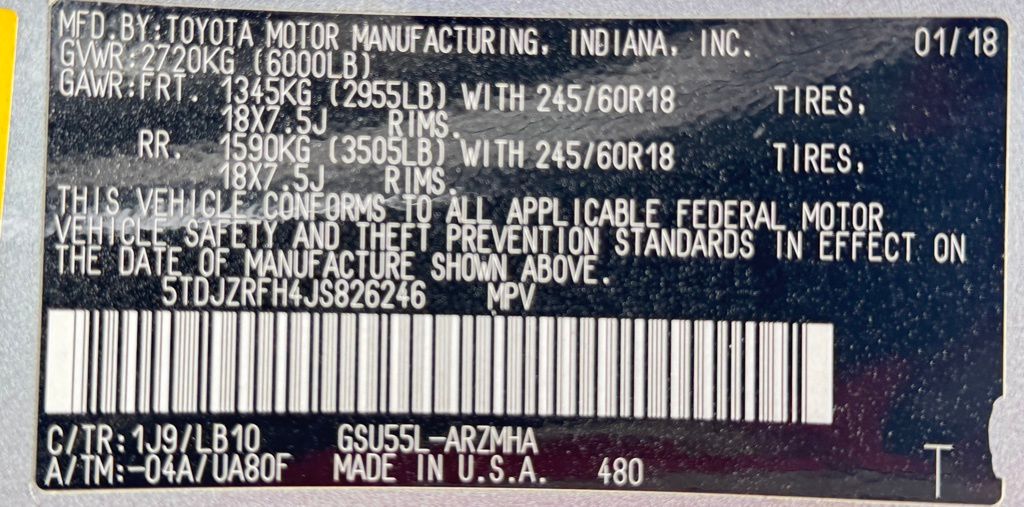 MFD.BY:TOYOTA MOTOR MANUFACTURING, INDIANA, INC. 01/18
GVWR:2720KG (6000LB)
GAWR:FRT. 1345KG (2955LB) WITH 245/60R18 TIRES,
18X7.5J RIMS.
RR. 1590KG (3505LB) WITH 245/60R18 TIRES,
18X7.5J RIMS.
THIS VEHICLE CONFORMS TO ALL APPLICABLE FEDERAL MOTOR
VEHICLE SAFETY AND THEFT PREVENTION STANDARDS IN EFFECT ON
THE DATE OF MANUFACTURE SHOWN ABOVE.
5TDJZRFH4JS826246 MPV
C/TR:1J9/LB10 GSU55L-ARZMHA
A/TM:-04A/UA80F MADE IN U.S.A. 480 T